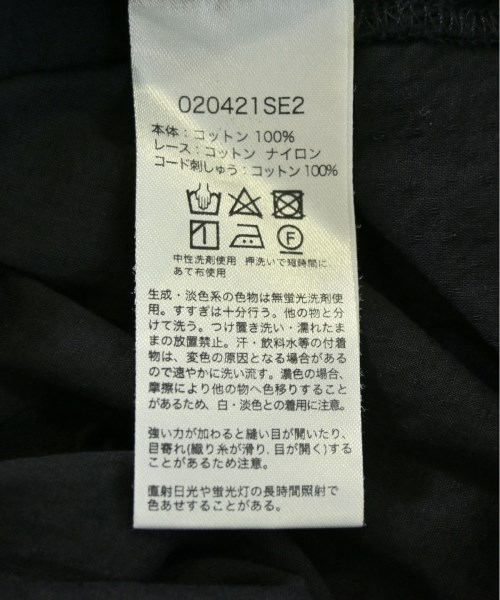 020421SE2
本体：コットン 100%
レース：コットン ナイロン
コード刺しゅう：コットン 100%
F
中性洗剤使用 押洗いで短時間に
あて布使用
生成・淡色系の色物は無蛍光洗剤使
用。すすぎは十分行う。他の物と分
けて洗う。つけ置き洗い・濡れたま
まの放置禁止。汗・飲料水等の付着
物は、変色の原因となる場合がある
ので速やかに洗い流す。濃色の場合、
摩擦により他の物へ色移りすること
があるため、白・淡色との着用に注意。
強い力が加わると縫い目が開いたり、
目寄れ(織り糸が滑り、目が開く)する
ことがあるため注意。
直射日光や蛍光灯の長時間照射で
色あせすることがある。